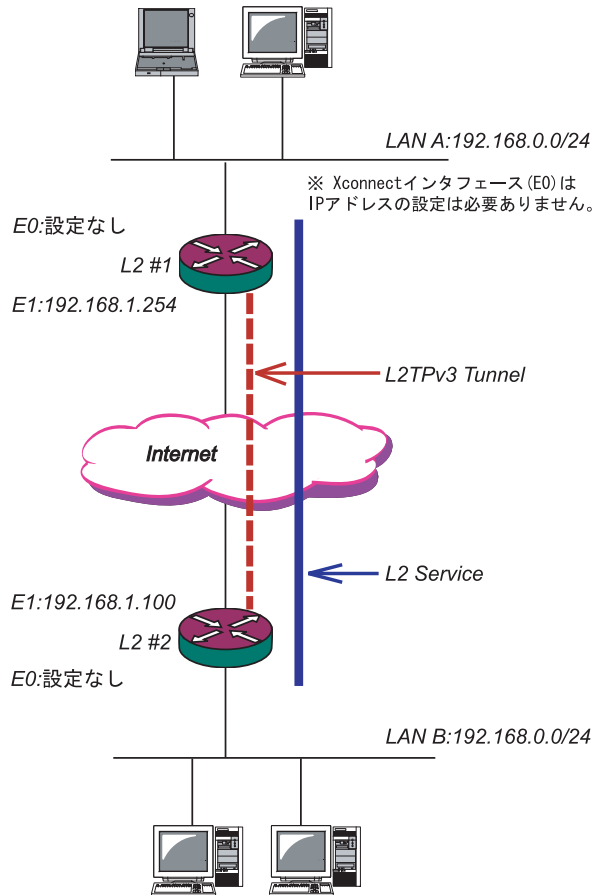 LAN A:192.168.0.0/24
※ Xconnectインタフェース(E0)は
IPアドレスの設定は必要ありません。
E0:設定なし
L2 #1
E1:192.168.1.254
L2TPv3 Tunnel
Internet
L2 Service
E1:192.168.1.100
L2 #2
E0:設定なし
LAN B:192.168.0.0/24